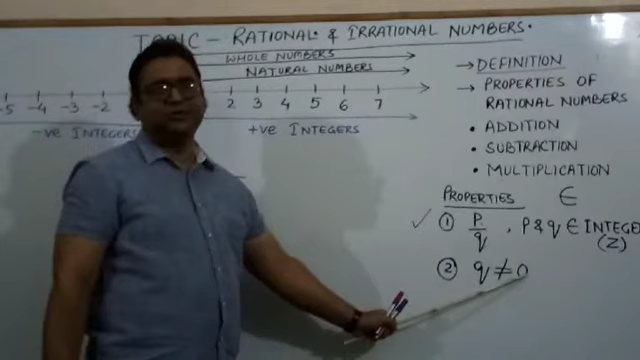 TOPIC - RATIONAL & IRRATIONAL NUMBERS.
WHOLE NUMBERS
NATURAL NUMBERS
-5 -4 -3 -2 2 3 4 5 6 7
-ve INTEGERS +ve INTEGERS
→ DEFINITION
→ PROPERTIES OF
RATIONAL NUMBERS
• ADDITION
• SUBTRACTION
• MULTIPLICATION
PROPERTIES ∈
✓ ① P/q , P & q ∈ INTEGE
(Z)
② q ≠ 0